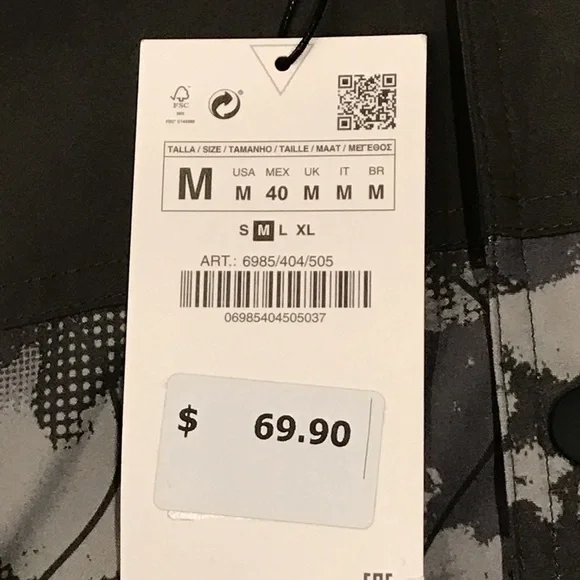 FSC
TALLA / SIZE / TAMANHO / TAILLE / MAAT / ΜΕΓΕΘΟΣ
M
USA MEX UK IT BR
M 40 M M M
S M L XL
ART.: 6985/404/505
06985404505037
$ 69.90